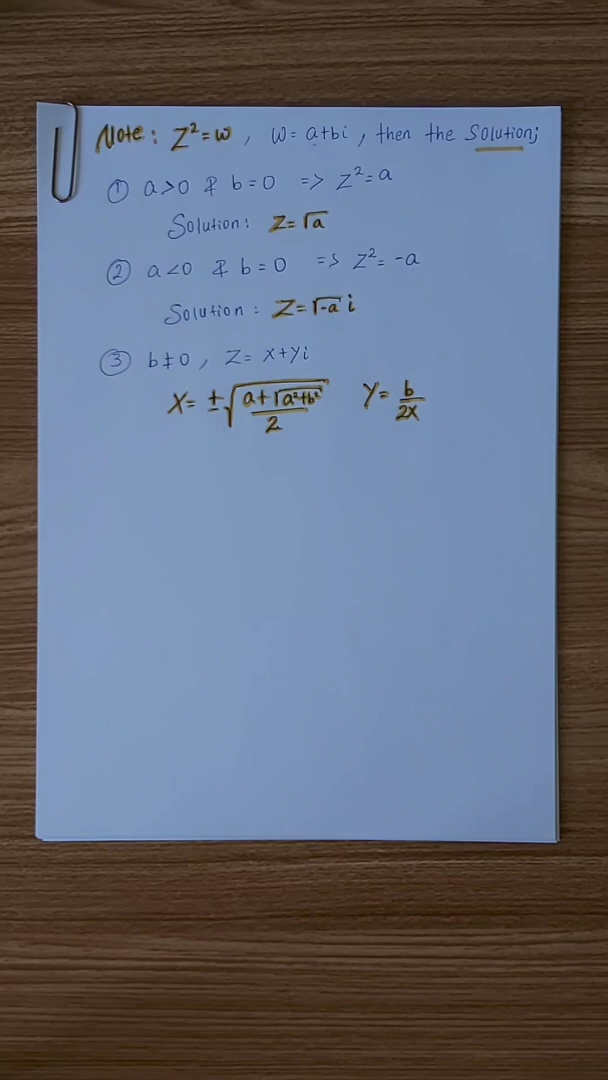 Note: Z²=w, w=a+bi, then the Solution;
① a>0 & b=0 => Z²=a
Solution: Z=√a
② a<0 & b=0 => Z²=-a
Solution: Z=√-a i
③ b≠0, Z=x+yi
X=±√((a+√(a²+b²))/2) Y=b/2X